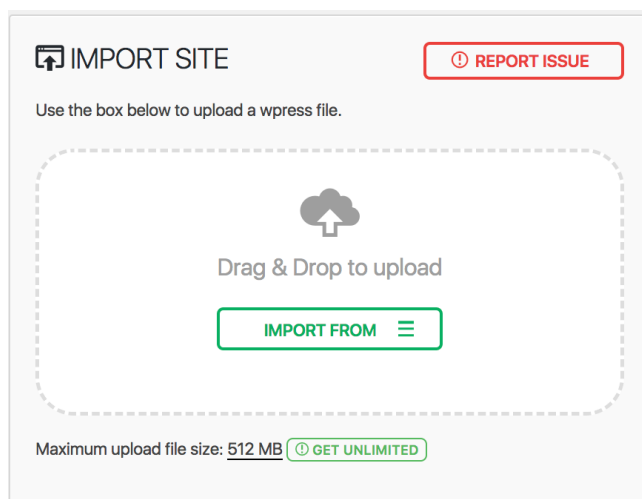 IMPORT SITE
REPORT ISSUE
Use the box below to upload a wpress file.
Drag & Drop to upload
IMPORT FROM
Maximum upload file size: 512 MB GET UNLIMITED